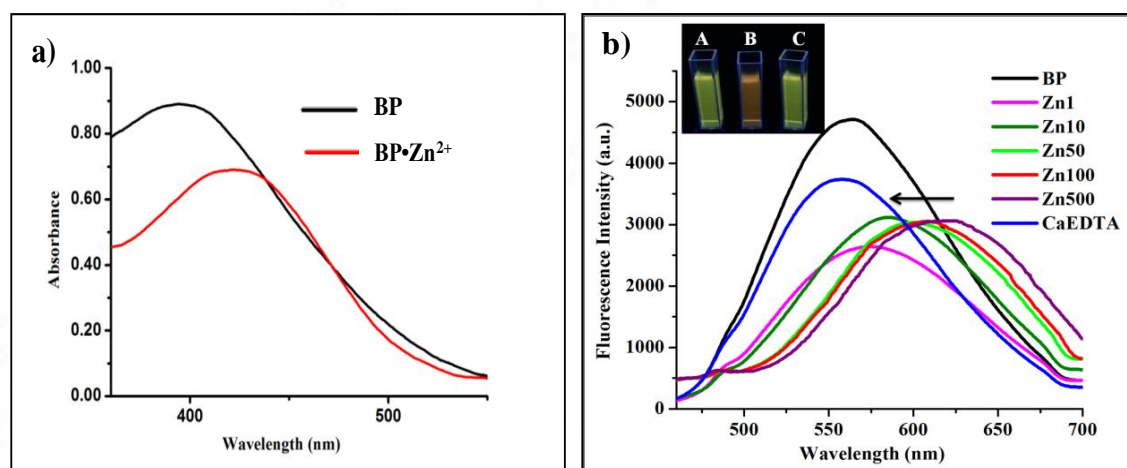 a)
1.00
0.80
0.60
0.40
0.20
0.00
Absorbance
400
500
Wavelength (nm)
BP
BP•Zn²⁺
b)
A B C
5000
4000
3000
2000
1000
0
Fluorescence Intensity (a.u.)
500 550 600 650 700
Wavelength (nm)
BP
Zn1
Zn10
Zn50
Zn100
Zn500
CaEDTA